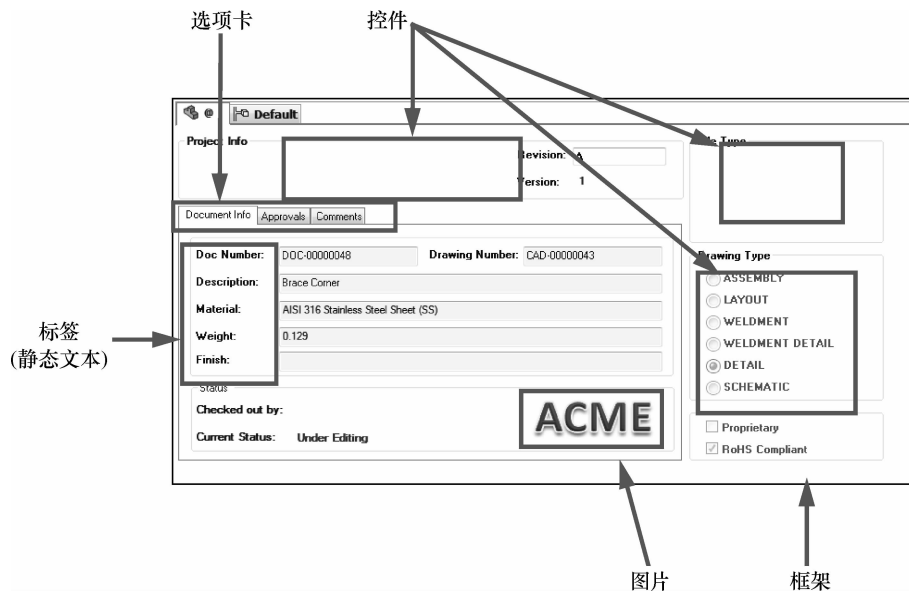 选项卡
控件
@
Default
Project Info
Revision: A
Version: 1
File Type
Document Info Approvals Comments
Doc Number: DOC-00000048 Drawing Number: CAD-00000043
Description: Brace Corner
Material: AISI 316 Stainless Steel Sheet (SS)
Weight: 0.129
Finish:
标签
(静态文本)
Drawing Type
ASSEMBLY
LAYOUT
WELDMENT
WELDMENT DETAIL
DETAIL
SCHEMATIC
Status
Checked out by:
Current Status: Under Editing
ACME
Proprietary
RoHS Compliant
图片
框架